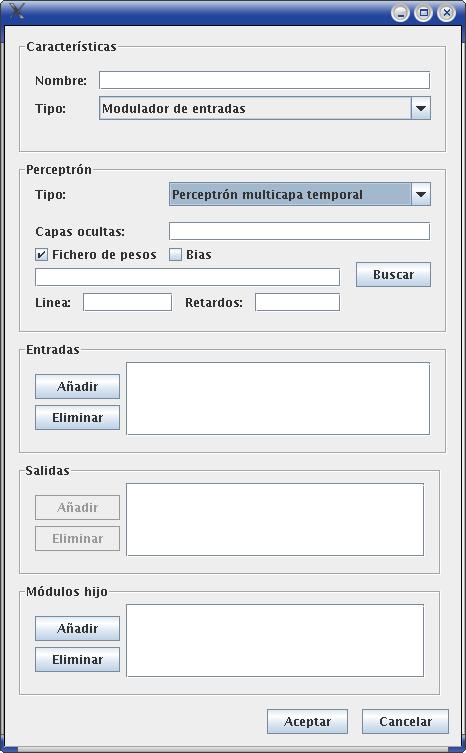 Características
Nombre:
Tipo: Modulador de entradas
Perceptrón
Tipo: Perceptrón multicapa temporal
Capas ocultas:
Fichero de pesos Bias
Buscar
Linea: Retardos:
Entradas
Añadir
Eliminar
Salidas
Añadir
Eliminar
Módulos hijo
Añadir
Eliminar
Aceptar Cancelar